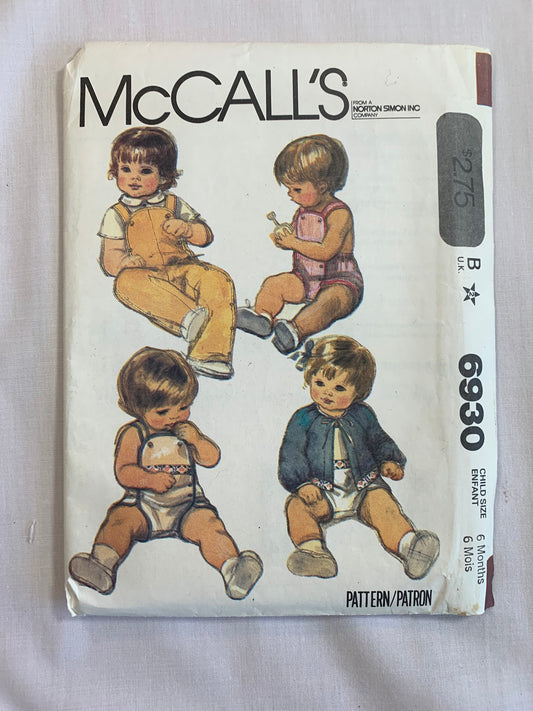 McCALL'S®
FROM A
NORTON SIMON INC
COMPANY
$2.75
B
U.K.
6930
CHILD SIZE 6 Months
ENFANT 6 Mois
PATTERN/PATRON